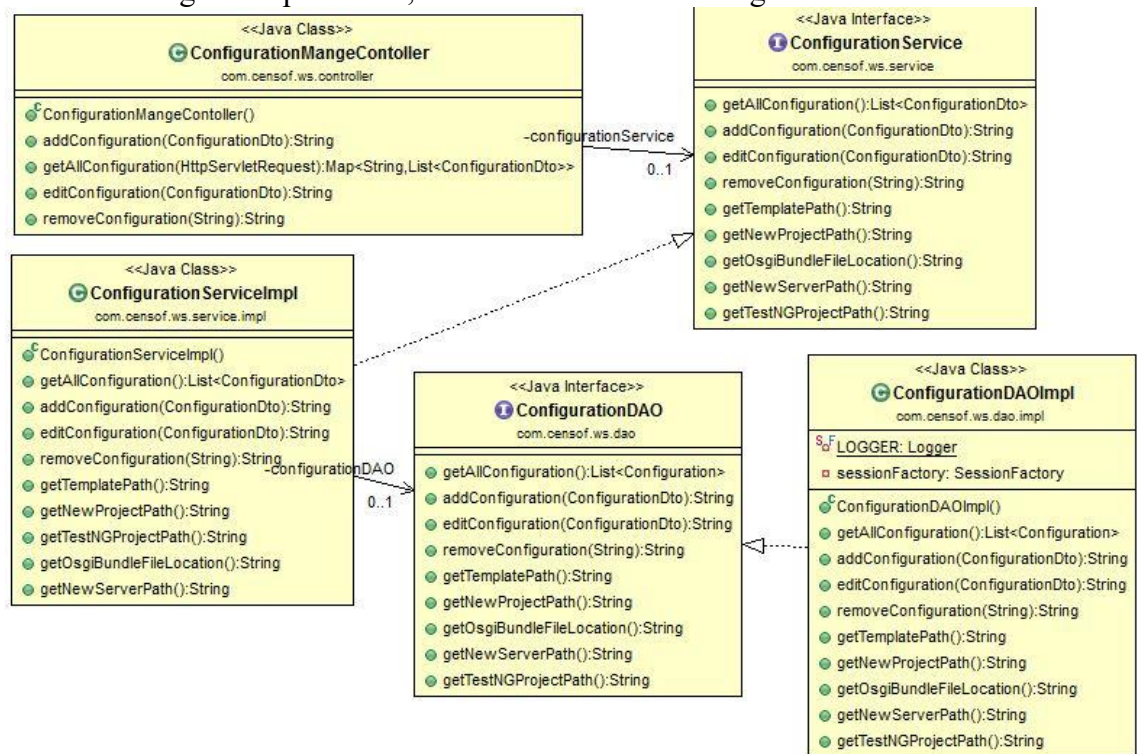 <<Java Class>>
ConfigurationMangeContoller
com.censof.ws.controller
ConfigurationMangeContoller()
addConfiguration(ConfigurationDto):String
getAllConfiguration(HttpServletRequest):Map<String,List<ConfigurationDto>>
editConfiguration(ConfigurationDto):String
removeConfiguration(String):String
-configurationService
0..1
<<Java Interface>>
ConfigurationService
com.censof.ws.service
getAllConfiguration():List<ConfigurationDto>
addConfiguration(ConfigurationDto):String
editConfiguration(ConfigurationDto):String
removeConfiguration(String):String
getTemplatePath():String
getNewProjectPath():String
getOsgiBundleFileLocation():String
getNewServerPath():String
getTestNGProjectPath():String
<<Java Class>>
ConfigurationServiceImpl
com.censof.ws.service.impl
ConfigurationServiceImpl()
getAllConfiguration():List<ConfigurationDto>
addConfiguration(ConfigurationDto):String
editConfiguration(ConfigurationDto):String
removeConfiguration(String):String
getTemplatePath():String
getNewProjectPath():String
getTestNGProjectPath():String
getOsgiBundleFileLocation():String
getNewServerPath():String
-configurationDAO
0..1
<<Java Interface>>
ConfigurationDAO
com.censof.ws.dao
getAllConfiguration():List<Configuration>
addConfiguration(ConfigurationDto):String
editConfiguration(ConfigurationDto):String
removeConfiguration(String):String
getTemplatePath():String
getNewProjectPath():String
getOsgiBundleFileLocation():String
getNewServerPath():String
getTestNGProjectPath():String
<<Java Class>>
ConfigurationDAOImpl
com.censof.ws.dao.impl
LOGGER: Logger
sessionFactory: SessionFactory
ConfigurationDAOImpl()
getAllConfiguration():List<Configuration>
addConfiguration(ConfigurationDto):String
editConfiguration(ConfigurationDto):String
removeConfiguration(String):String
getTemplatePath():String
getNewProjectPath():String
getOsgiBundleFileLocation():String
getNewServerPath():String
getTestNGProjectPath():String